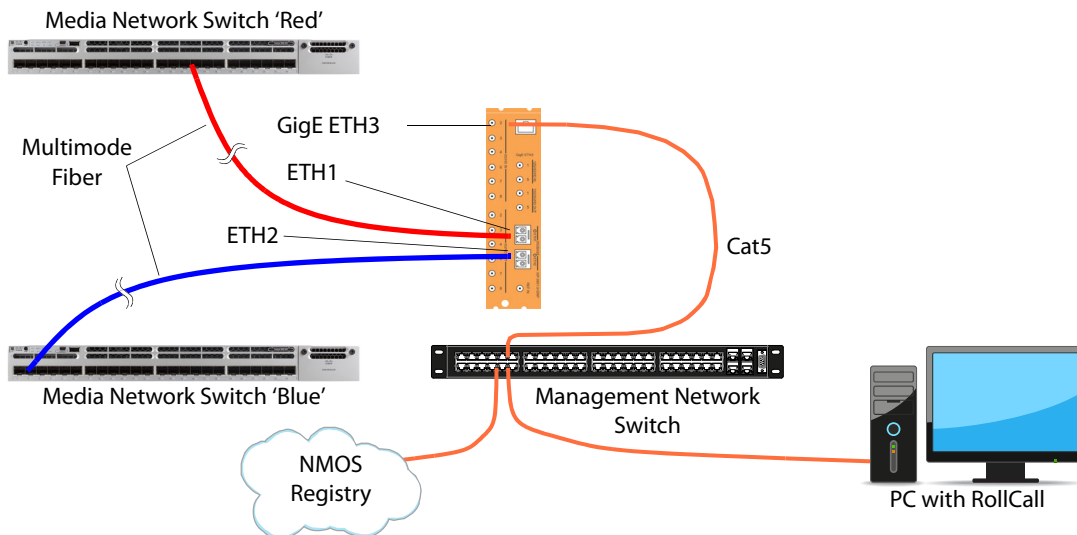 Media Network Switch ‘Red’
GigE ETH3
Multimode
Fiber
ETH1
ETH2
Cat5
Media Network Switch ‘Blue’
Management Network
Switch
NMOS
Registry
PC with RollCall